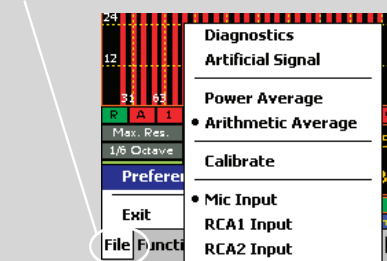 24
Diagnostics
Artificial Signal
12
31 63
Power Average
R A 1
• Arithmetic Average
Max. Res.
1/6 Octave
Calibrate
Prefere
• Mic Input
Exit
RCA1 Input
File Functi
RCA2 Input